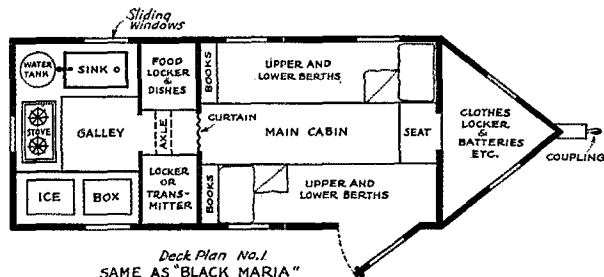 Sliding
Windows
WATER
TANK
SINK
FOOD
LOCKER
&
DISHES
BOOKS
UPPER AND
LOWER BERTHS
STOVE
GALLEY
AXLE
CURTAIN
MAIN CABIN
SEAT
CLOTHES
LOCKER
&
BATTERIES
ETC.
COUPLING
ICE
BOX
LOCKER
OR
TRANS-
MITTER
BOOKS
UPPER AND
LOWER BERTHS
Deck Plan No.1.
SAME AS "BLACK MARIA"